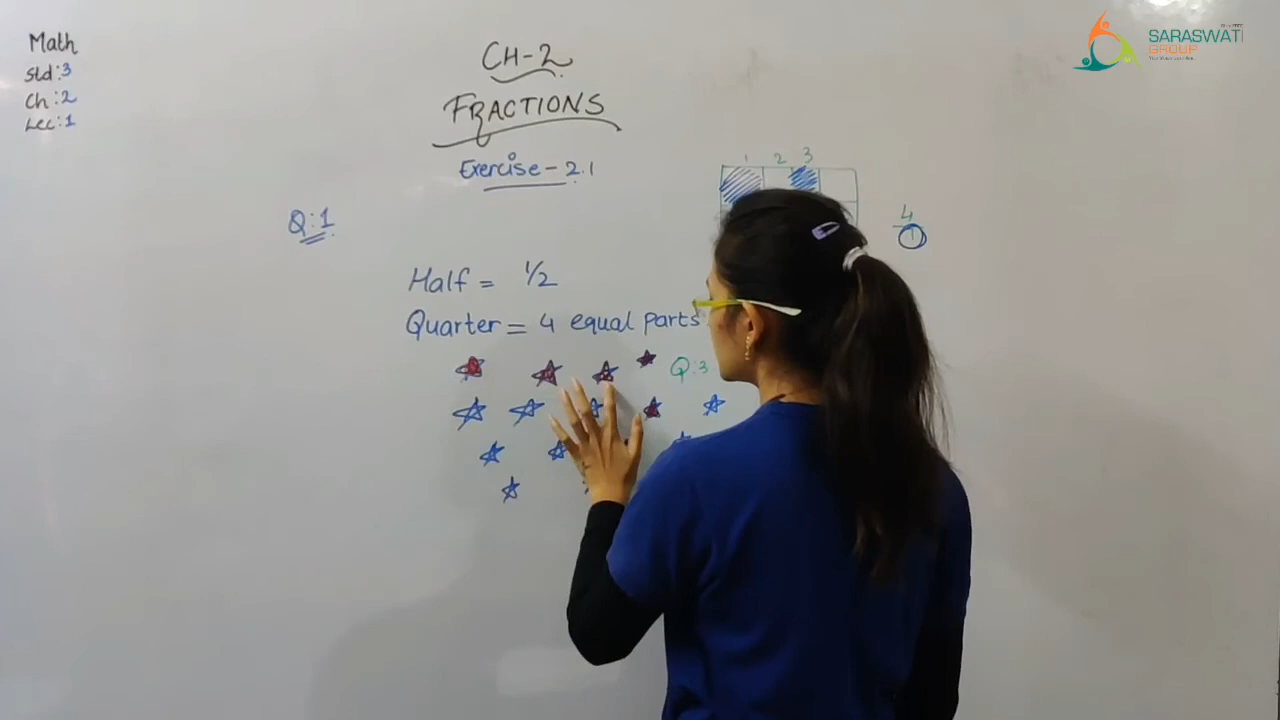 Math
Std:3
Ch:2
Lec:1
CH-2
FRACTIONS
Exercise-2.1
Q:1
Half = 1/2
Quarter = 4 equal parts
Q:3
1 2 3
4
1
SARASWATI
GROUP